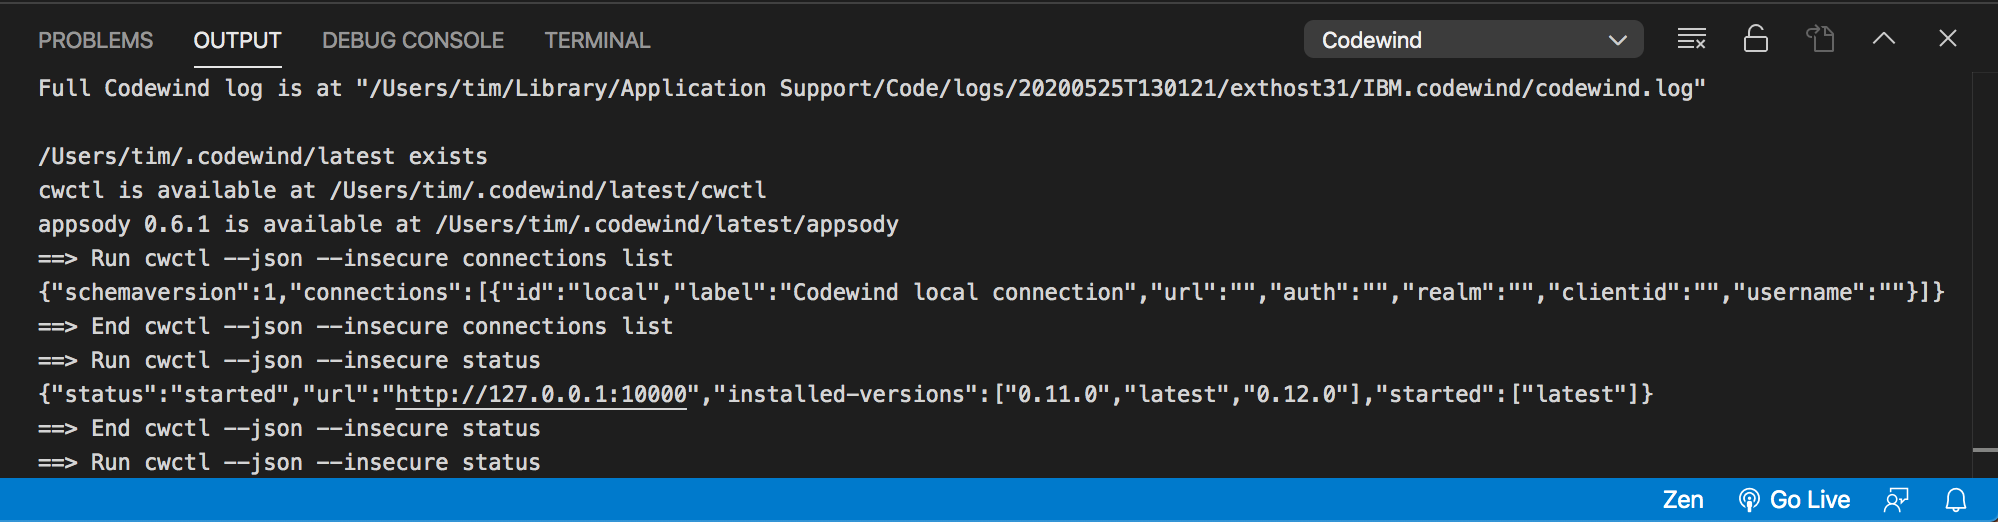 PROBLEMS OUTPUT DEBUG CONSOLE TERMINAL Codewind
Full Codewind log is at "/Users/tim/Library/Application Support/Code/logs/20200525T130121/exthost31/IBM.codewind/codewind.log"
/Users/tim/.codewind/latest exists
cwctl is available at /Users/tim/.codewind/latest/cwctl
appsody 0.6.1 is available at /Users/tim/.codewind/latest/appsody
==> Run cwctl --json --insecure connections list
{"schemaversion":1,"connections":[{"id":"local","label":"Codewind local connection","url":"","auth":"","realm":"","clientid":"","username":""}]}
==> End cwctl --json --insecure connections list
==> Run cwctl --json --insecure status
{"status":"started","url":"http://127.0.0.1:10000","installed-versions":["0.11.0","latest","0.12.0"],"started":["latest"]}
==> End cwctl --json --insecure status
==> Run cwctl --json --insecure status
Zen Go Live